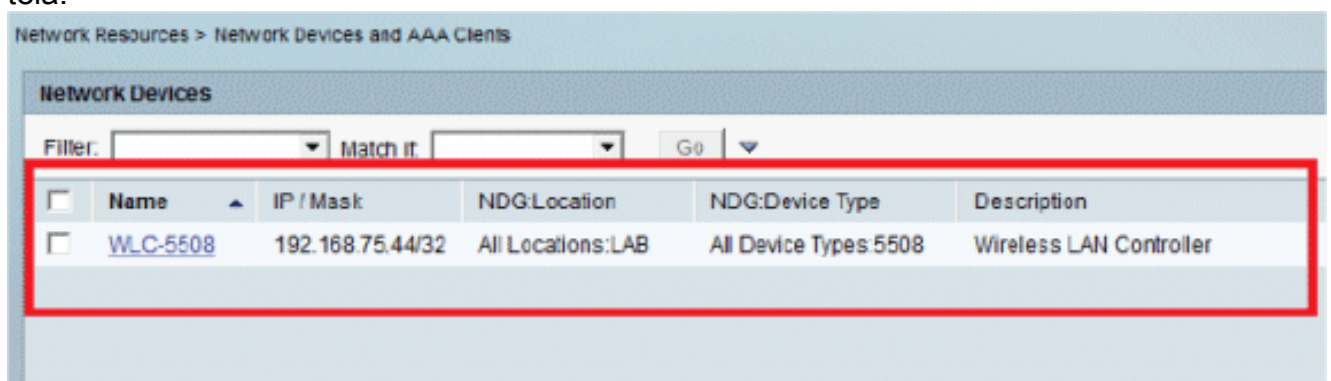 Network Resources > Network Devices and AAA Clients
Network Devices
Filter: Match if: Go
Name IP / Mask NDG:Location NDG:Device Type Description
WLC-5508 192.168.75.44/32 All Locations:LAB All Device Types:5508 Wireless LAN Controller